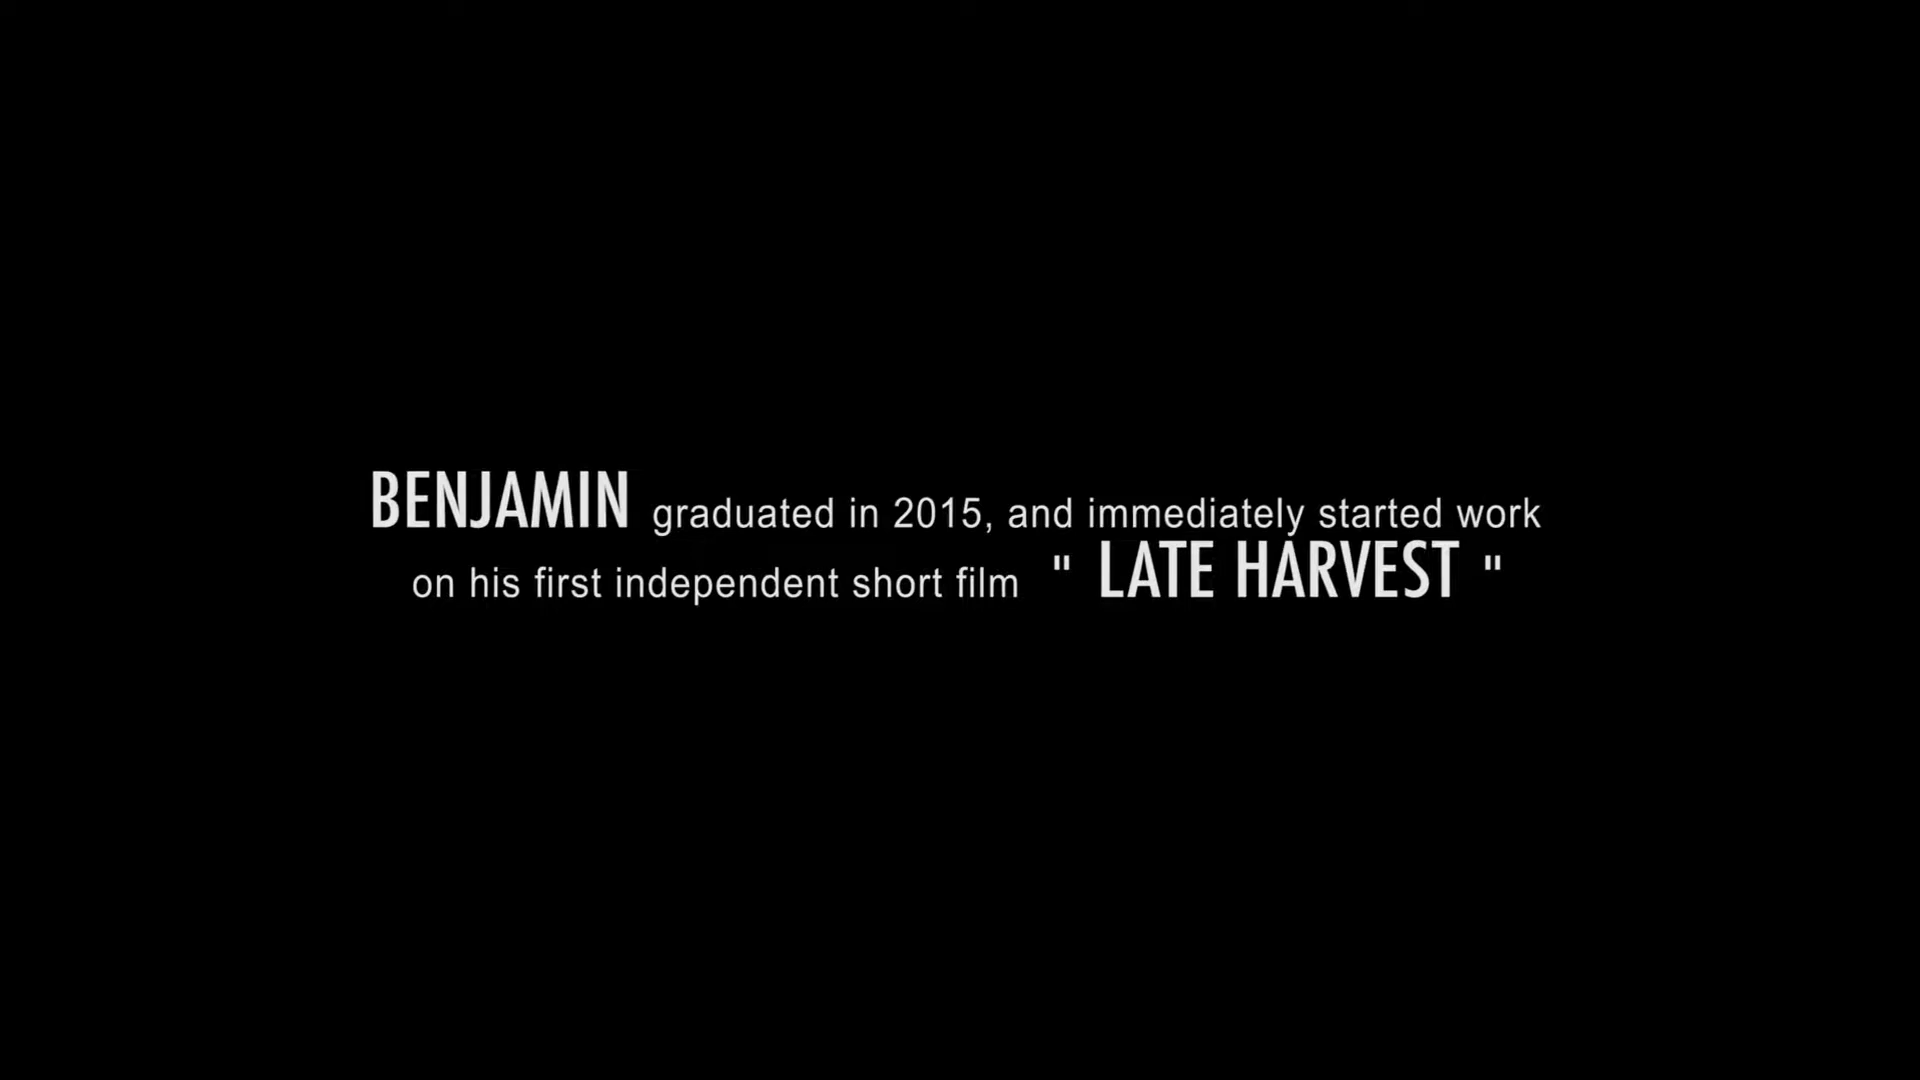 BENJAMIN graduated in 2015, and immediately started work
on his first independent short film " LATE HARVEST "